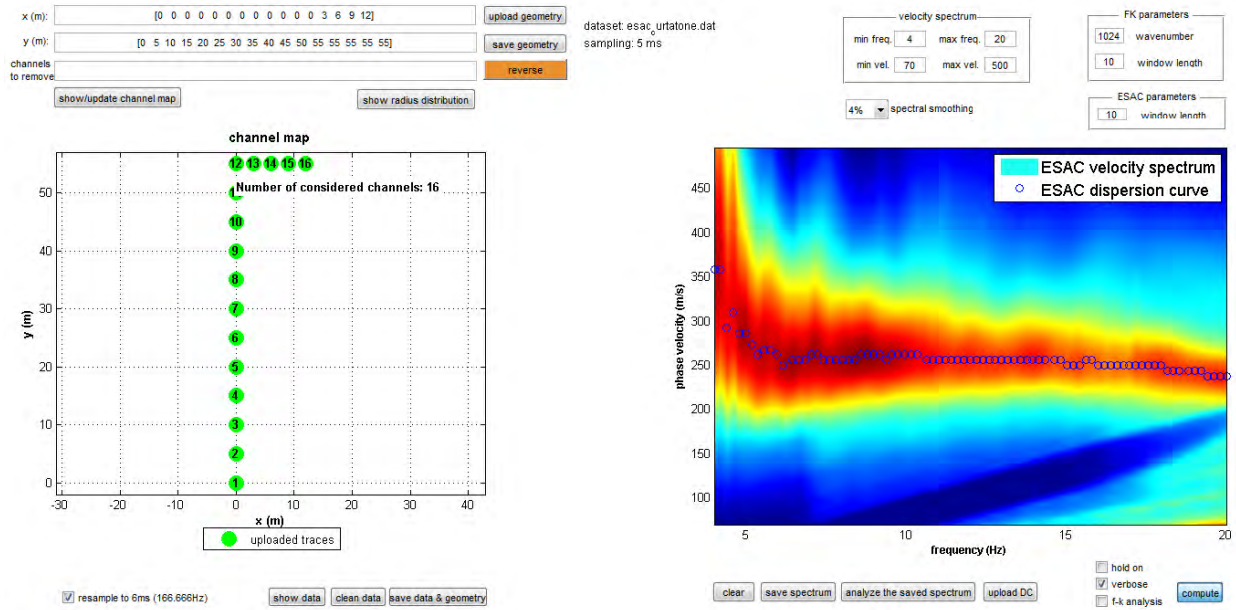 x (m):
[0 0 0 0 0 0 0 0 0 0 0 0 3 6 9 12]
upload geometry
y (m):
[0 5 10 15 20 25 30 35 40 45 50 55 55 55 55 55]
save geometry
channels
to remove
reverse
show/update channel map
show radius distribution
dataset: esac_curtatone.dat
sampling: 5 ms
velocity spectrum
min freq. 4 max freq. 20
min vel. 70 max vel. 500
4% spectral smoothing
FK parameters
1024 wavenumber
10 window length
ESAC parameters
10 window length
channel map
12 13 14 15 16
Number of considered channels: 16
10
9
8
7
6
5
4
3
2
1
50
40
30
20
10
0
y (m)
-30 -20 -10 0 10 20 30 40
x (m)
uploaded traces
resample to 6ms (166.666Hz)
show data
clean data
save data & geometry
ESAC velocity spectrum
ESAC dispersion curve
450
400
350
300
250
200
150
100
phase velocity (m/s)
5 10 15 20
frequency (Hz)
clear
save spectrum
analyze the saved spectrum
upload DC
hold on
verbose
f-k analysis
compute